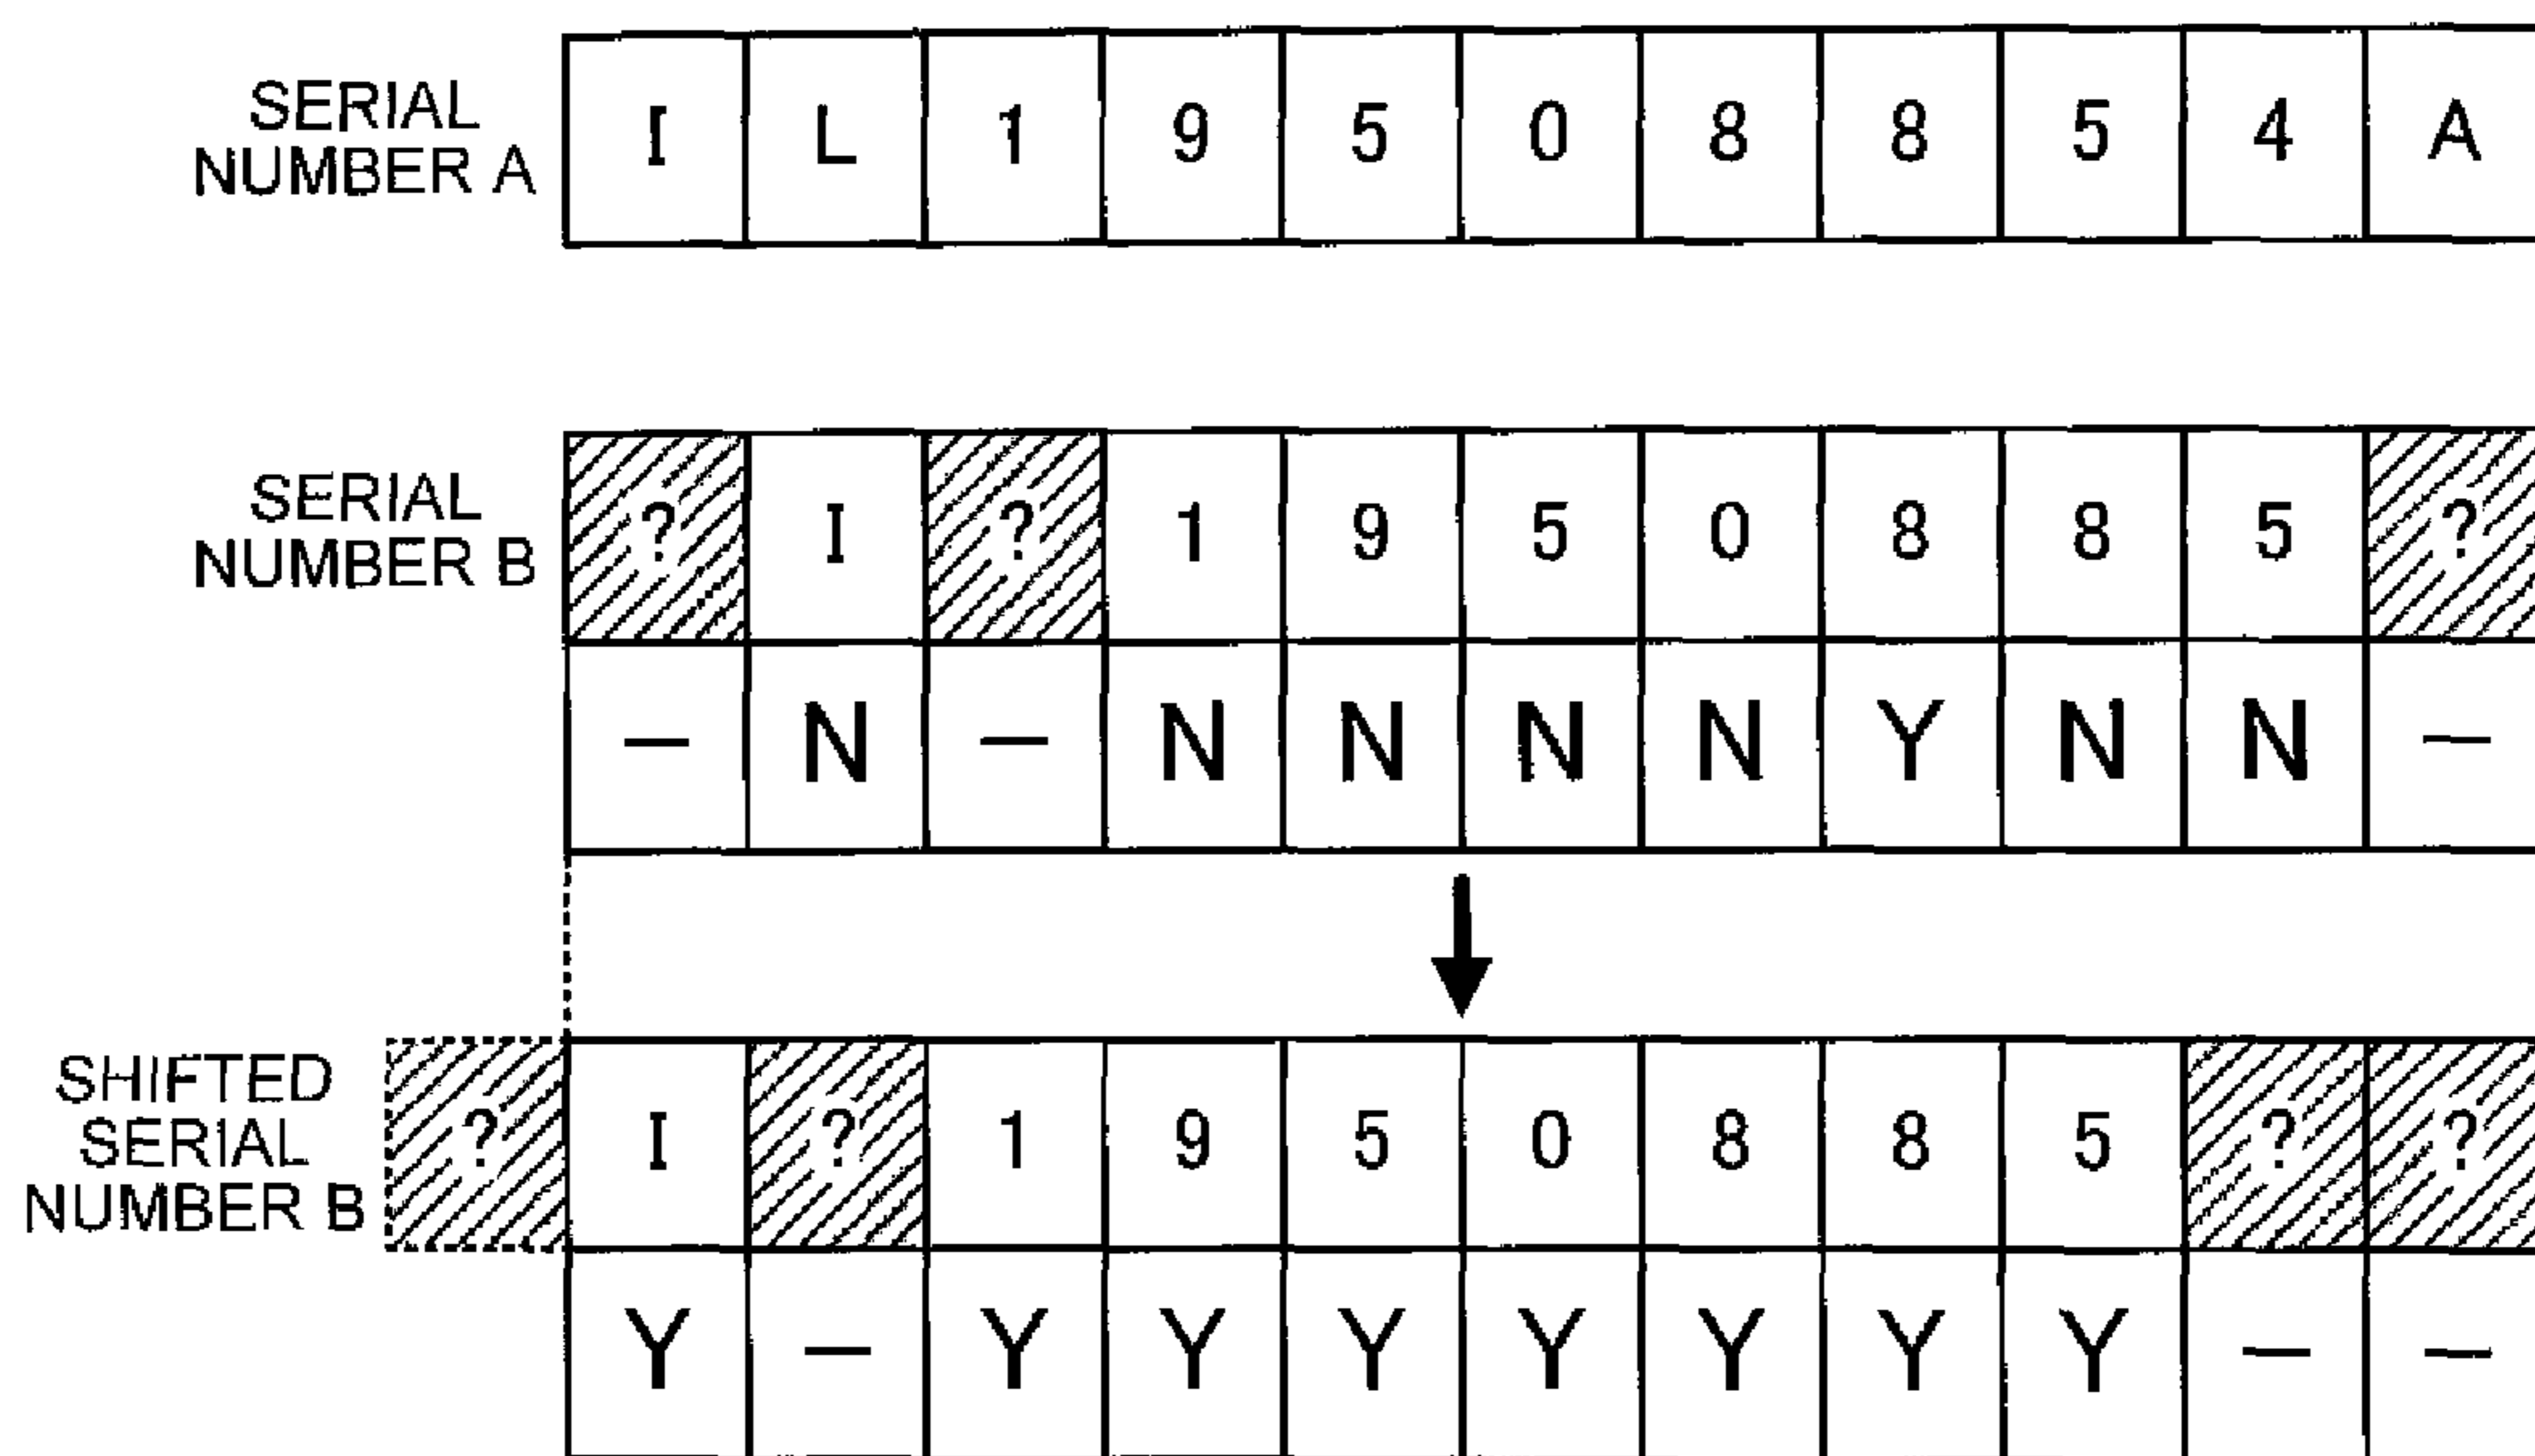 SERIAL
NUMBER A
I L 1 9 5 0 8 8 5 4 A
SERIAL
NUMBER B
? I ? 1 9 5 0 8 8 5 ?
— N — N N N N Y N N —
SHIFTED
SERIAL
NUMBER B
? I ? 1 9 5 0 8 8 5 ? ?
Y — Y Y Y Y Y Y Y — —